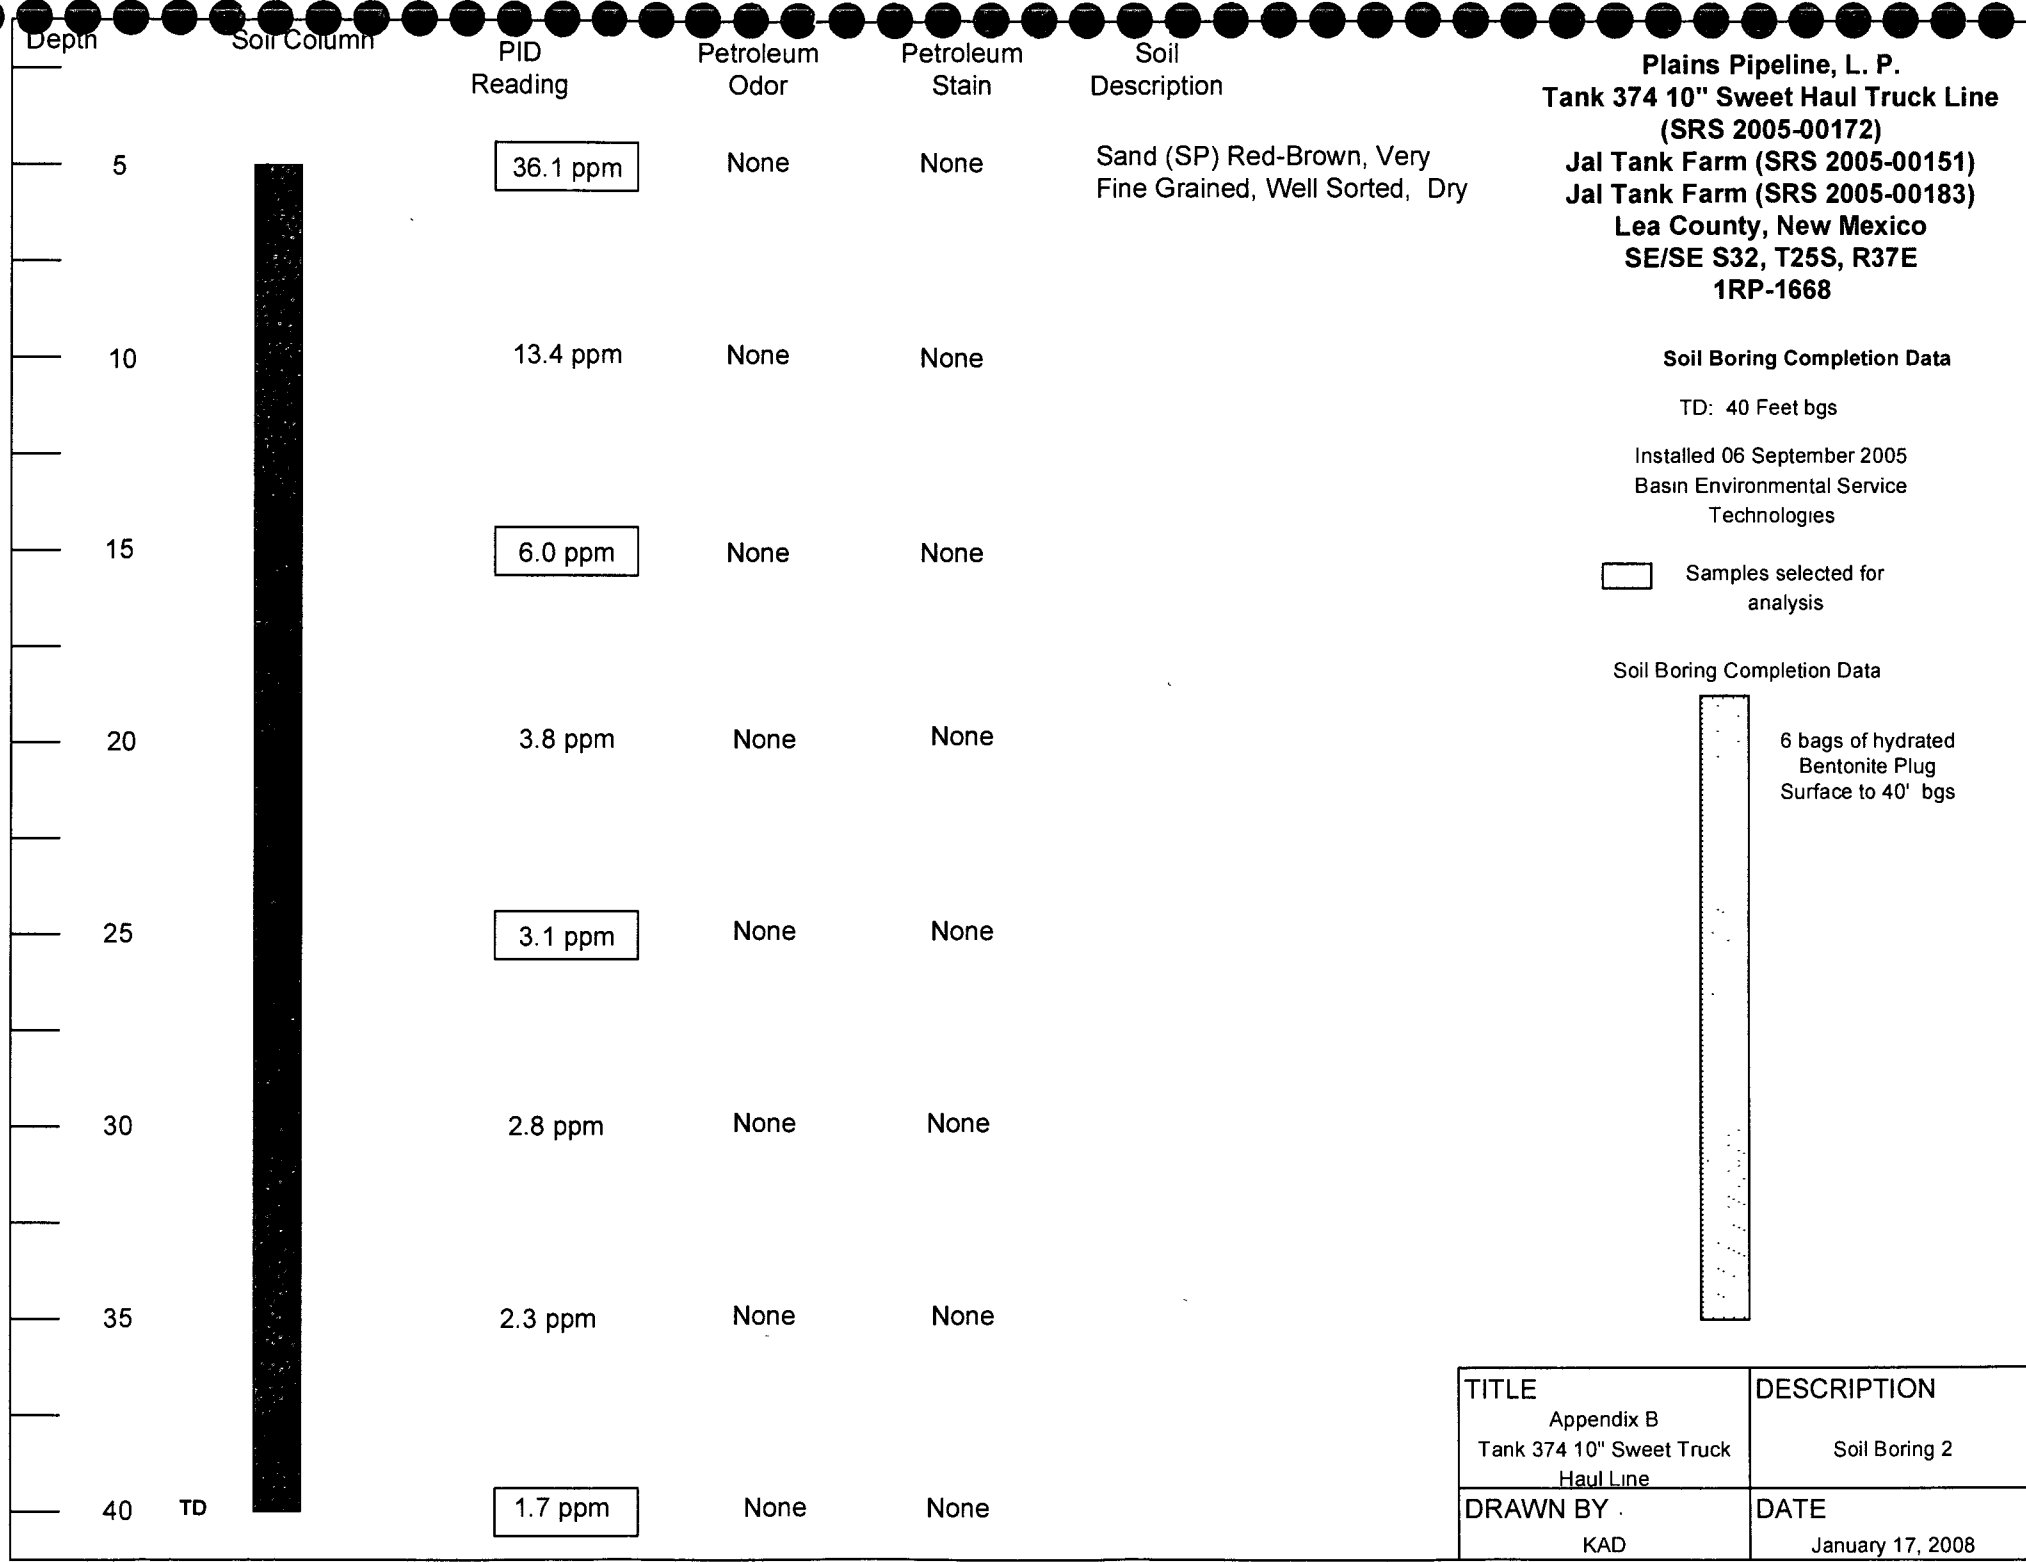 Depth
Soil Column
PID
Reading
Petroleum
Odor
Petroleum
Stain
Soil
Description
5
36.1 ppm
None
None
Sand (SP) Red-Brown, Very
Fine Grained, Well Sorted, Dry
10
13.4 ppm
None
None
15
6.0 ppm
None
None
20
3.8 ppm
None
None
25
3.1 ppm
None
None
30
2.8 ppm
None
None
35
2.3 ppm
None
None
40
TD
1.7 ppm
None
None
Plains Pipeline, L. P.
Tank 374 10" Sweet Haul Truck Line
(SRS 2005-00172)
Jal Tank Farm (SRS 2005-00151)
Jal Tank Farm (SRS 2005-00183)
Lea County, New Mexico
SE/SE S32, T25S, R37E
1RP-1668
Soil Boring Completion Data
TD: 40 Feet bgs
Installed 06 September 2005
Basin Environmental Service
Technologies
Samples selected for
analysis
Soil Boring Completion Data
6 bags of hydrated
Bentonite Plug
Surface to 40' bgs
TITLE
Appendix B
Tank 374 10" Sweet Truck
Haul Line
DESCRIPTION
Soil Boring 2
DRAWN BY
KAD
DATE
January 17, 2008